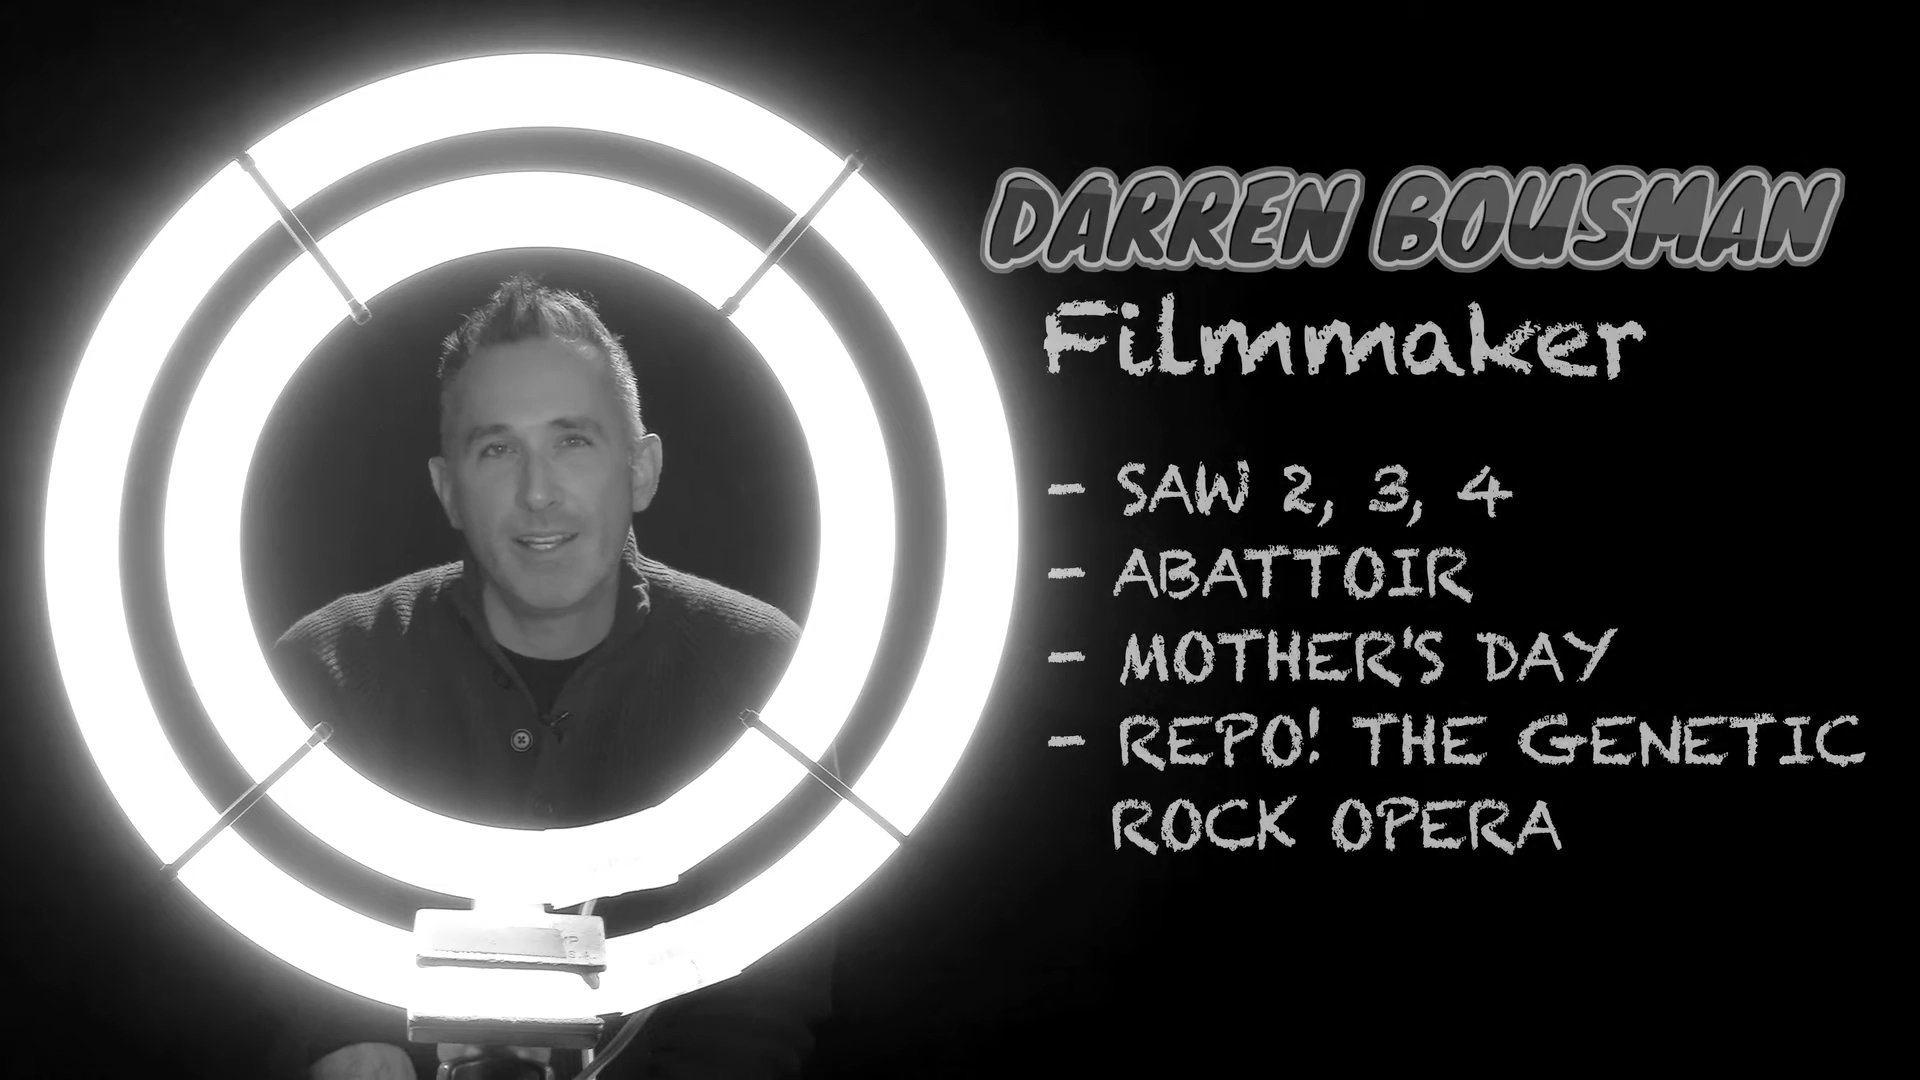 DARREN BOUSMAN
Filmmaker
- SAW 2, 3, 4
- ABATTOIR
- MOTHER'S DAY
- REPO! THE GENETIC
ROCK OPERA